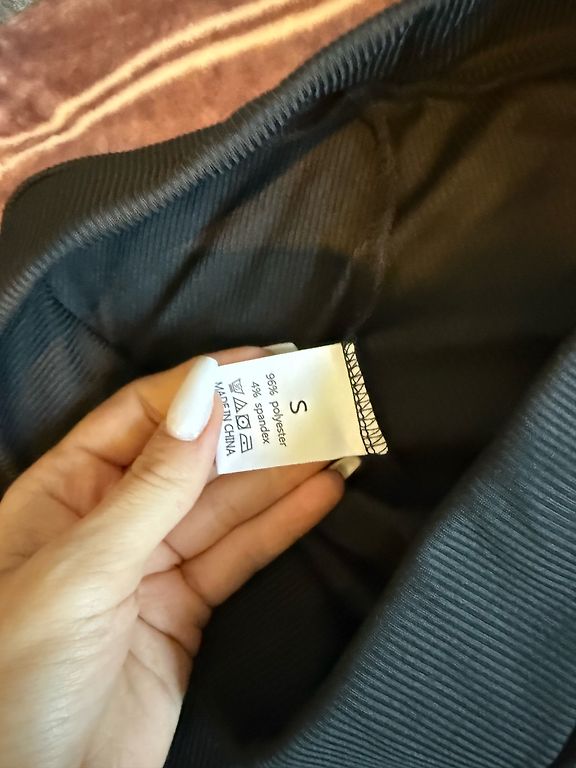 S
96% polyester
4% spandex
MADE IN CHINA